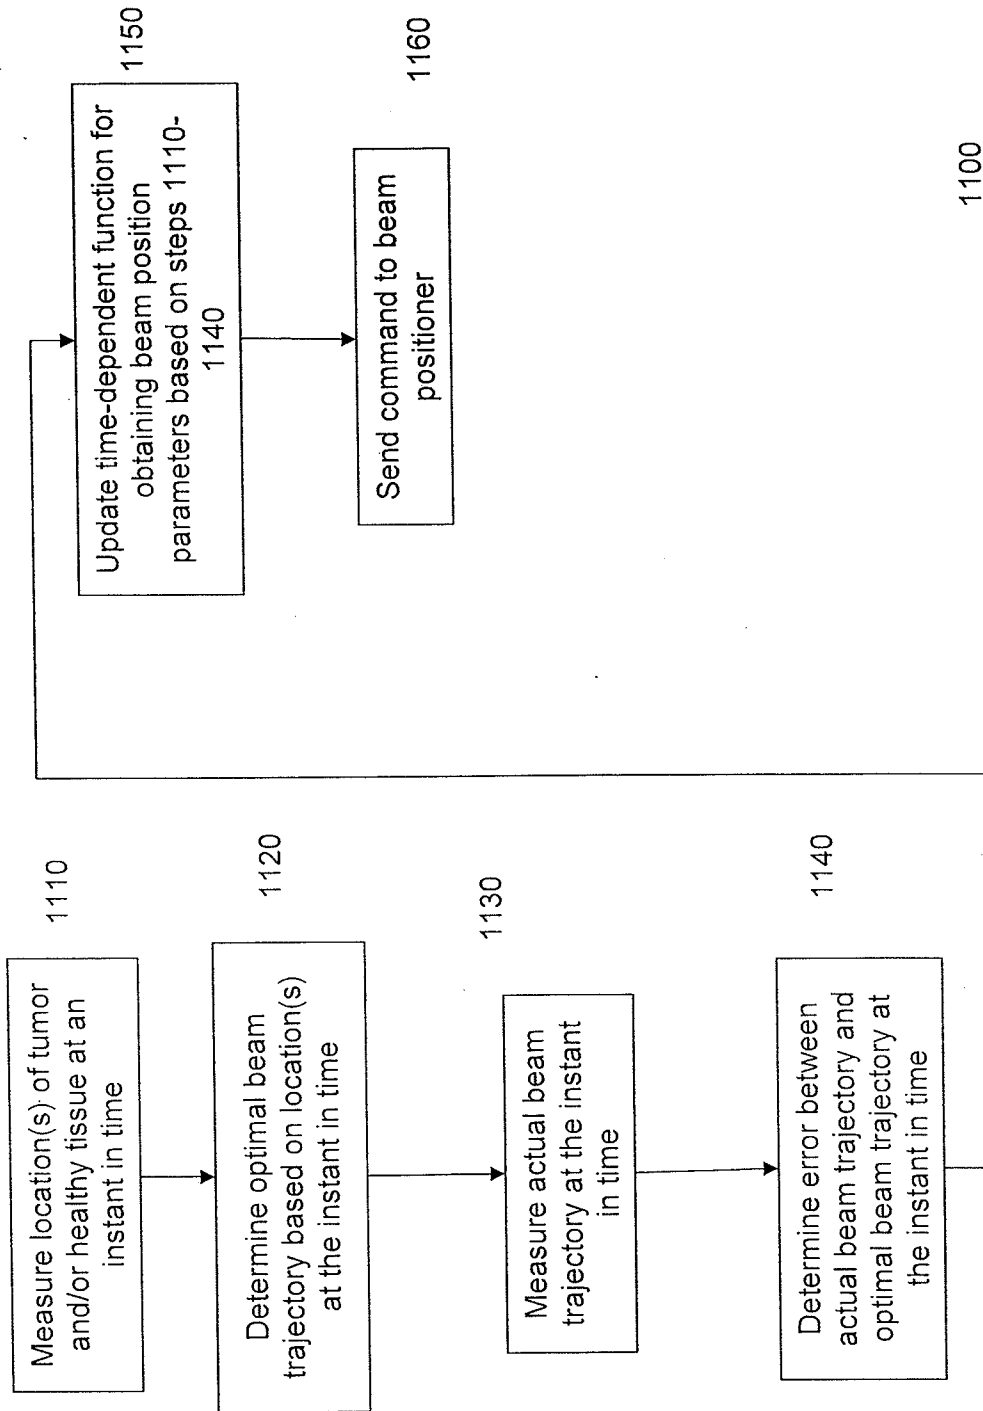 Measure location(s) of tumor
and/or healthy tissue at an
instant in time
1110
Determine optimal beam
trajectory based on location(s)
at the instant in time
1120
Measure actual beam
trajectory at the instant
in time
1130
Determine error between
actual beam trajectory and
optimal beam trajectory at
the instant in time
1140
Update time-dependent function for
obtaining beam position
parameters based on steps 1110-
1140
1150
Send command to beam
positioner
1160
1100